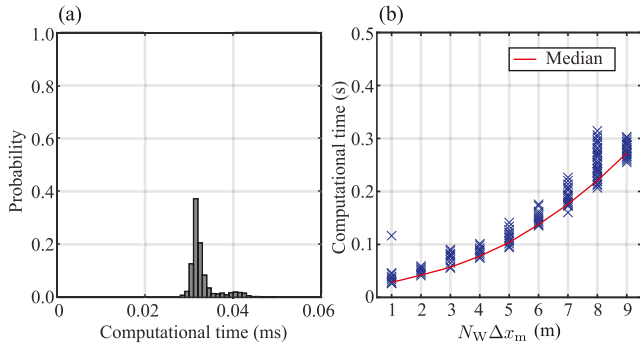 (a)
1.0
0.8
0.6
0.4
0.2
0.0
Probability
0
0.02
0.04
0.06
Computational time (ms)
(b)
0.5
0.4
0.3
0.2
0.1
0
Computational time (s)
Median
1 2 3 4 5 6 7 8 9
N_W Δx_m (m)